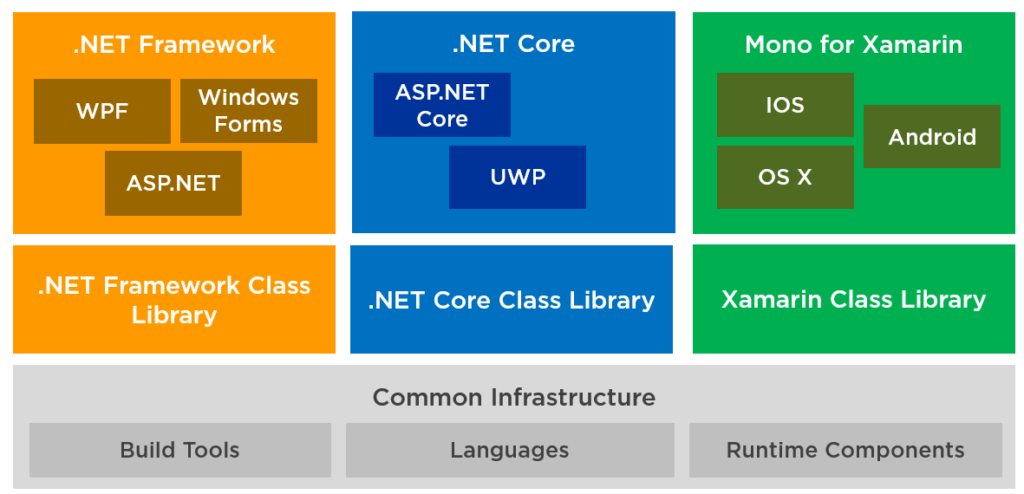 .NET Framework
WPF
Windows
Forms
ASP.NET
.NET Core
ASP.NET
Core
UWP
Mono for Xamarin
IOS
Android
OS X
.NET Framework Class
Library
.NET Core Class Library
Xamarin Class Library
Common Infrastructure
Build Tools
Languages
Runtime Components